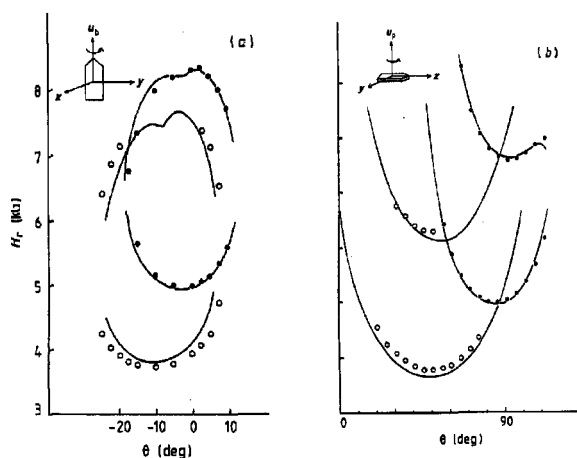 u_b
(a)
y
x
8
7
6
5
4
3
H_r (kG)
-20 -10 0 10
θ (deg)
u_p
(b)
y
x
0 90
θ (deg)